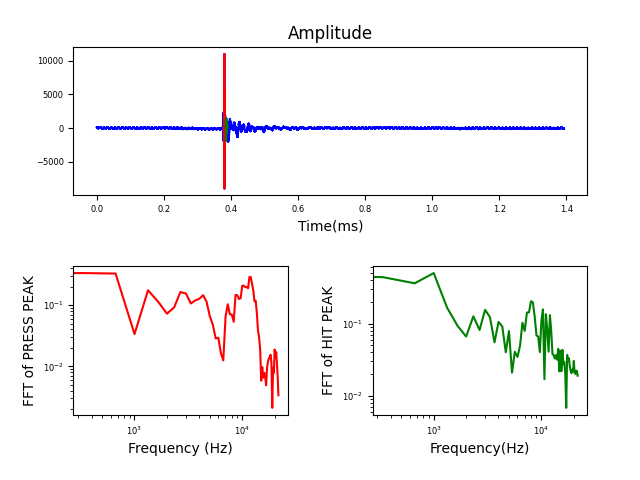 Amplitude
10000
5000
0
−5000
0.0 0.2 0.4 0.6 0.8 1.0 1.2 1.4
Time(ms)
FFT of PRESS PEAK
10⁻¹
10⁻²
10³ 10⁴
Frequency (Hz)
FFT of HIT PEAK
10⁻¹
10⁻²
10³ 10⁴
Frequency(Hz)